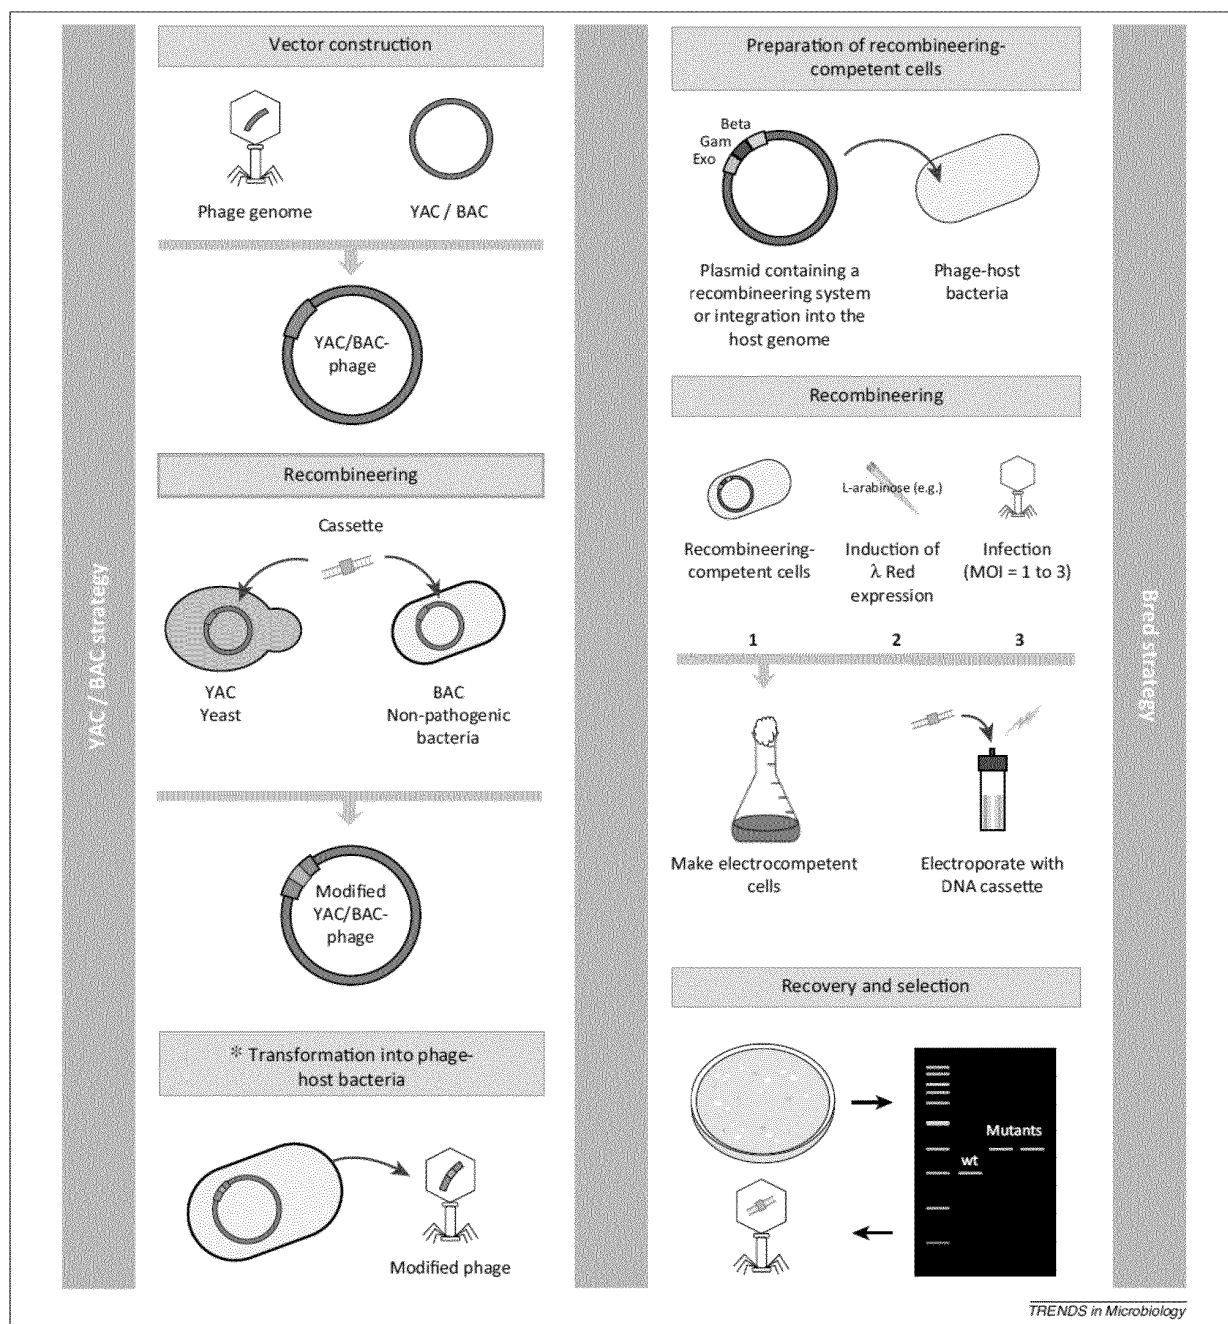 YAC / BAC strategy
Vector construction
Phage genome
YAC / BAC
YAC/BAC-
phage
Recombineering
Cassette
YAC
Yeast
BAC
Non-pathogenic
bacteria
Modified
YAC/BAC-
phage
* Transformation into phage-
host bacteria
Modified phage
Preparation of recombineering-
competent cells
Beta
Gam
Exo
Plasmid containing a
recombineering system
or integration into the
host genome
Phage-host
bacteria
Recombineering
L-arabinose (e.g.)
Recombineering-
competent cells
Induction of
λ Red
expression
Infection
(MOI = 1 to 3)
1
2
3
Make electrocompetent
cells
Electroporate with
DNA cassette
Recovery and selection
Mutants
wt
Bred strategy
TRENDS in Microbiology